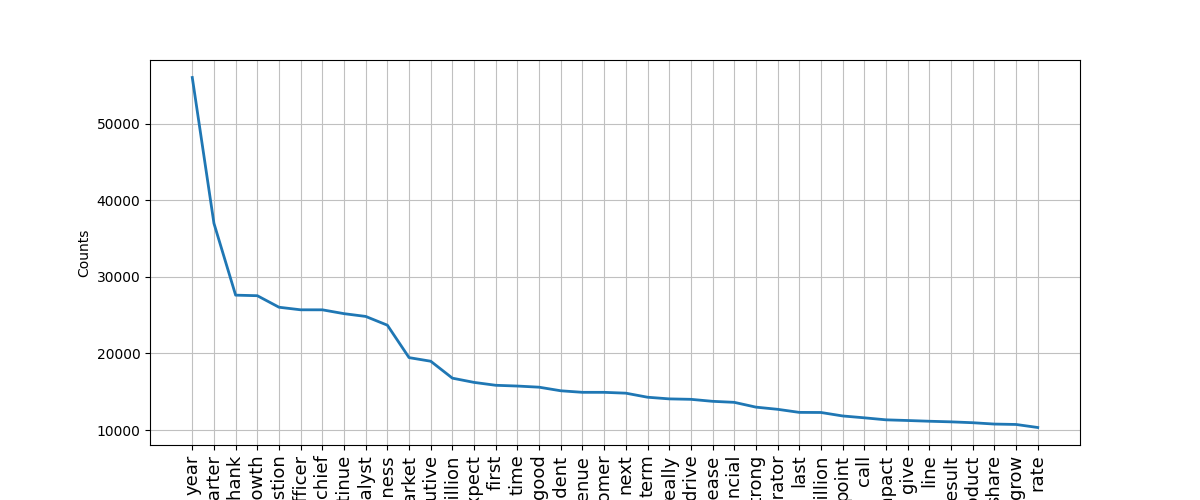 50000
40000
30000
20000
10000
Counts
year
arter
hank
owth
stion
fficer
chief
tinue
alyst
ness
arket
utive
illion
xpect
first
time
good
dent
enue
omer
next
term
eally
drive
ease
ncial
trong
rator
last
illion
point
call
npact
give
line
esult
oduct
share
grow
rate